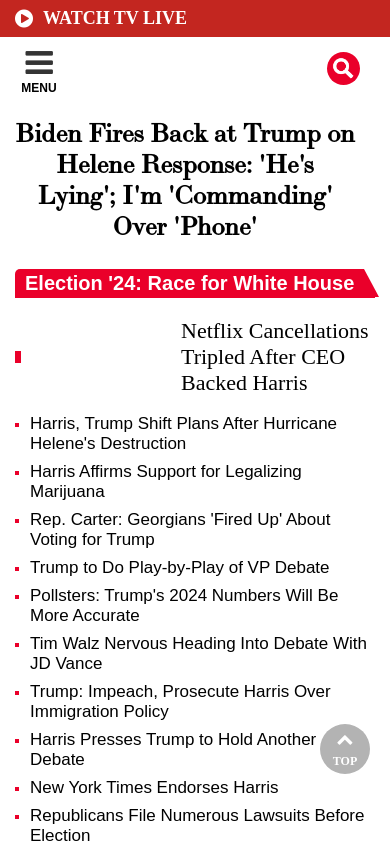 WATCH TV LIVE
MENU
Biden Fires Back at Trump on
Helene Response: 'He's
Lying'; I'm 'Commanding'
Over 'Phone'
Election '24: Race for White House
Netflix Cancellations
Tripled After CEO
Backed Harris
Harris, Trump Shift Plans After Hurricane
Helene's Destruction
Harris Affirms Support for Legalizing
Marijuana
Rep. Carter: Georgians 'Fired Up' About
Voting for Trump
Trump to Do Play-by-Play of VP Debate
Pollsters: Trump's 2024 Numbers Will Be
More Accurate
Tim Walz Nervous Heading Into Debate With
JD Vance
Trump: Impeach, Prosecute Harris Over
Immigration Policy
Harris Presses Trump to Hold Another
Debate
TOP
New York Times Endorses Harris
Republicans File Numerous Lawsuits Before
Election